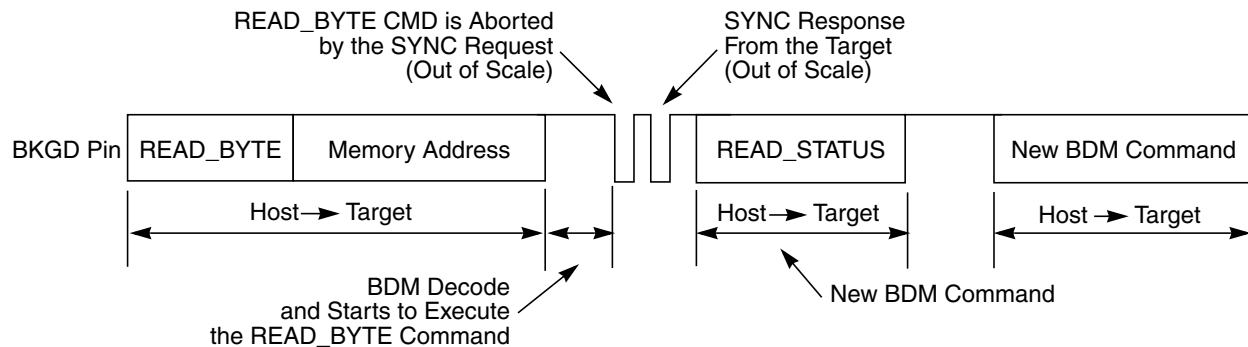 READ_BYTE CMD is Aborted
by the SYNC Request
(Out of Scale)
SYNC Response
From the Target
(Out of Scale)
BKGD Pin
READ_BYTE
Memory Address
READ_STATUS
New BDM Command
Host → Target
Host → Target
Host → Target
BDM Decode
and Starts to Execute
the READ_BYTE Command
New BDM Command